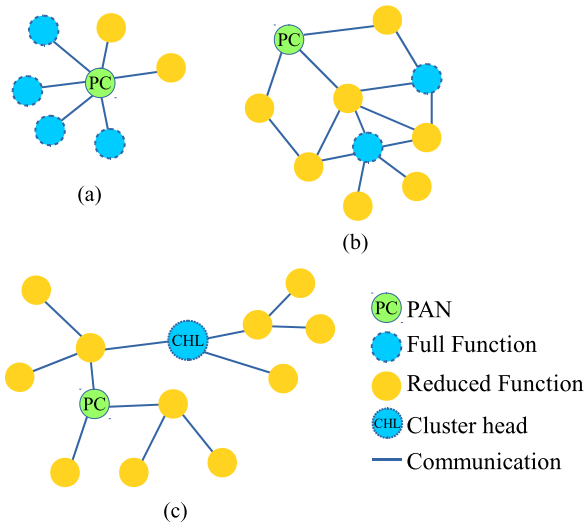 PC
(a)
PC
(b)
CHL
PC
(c)
PC PAN
Full Function
Reduced Function
CHL Cluster head
Communication